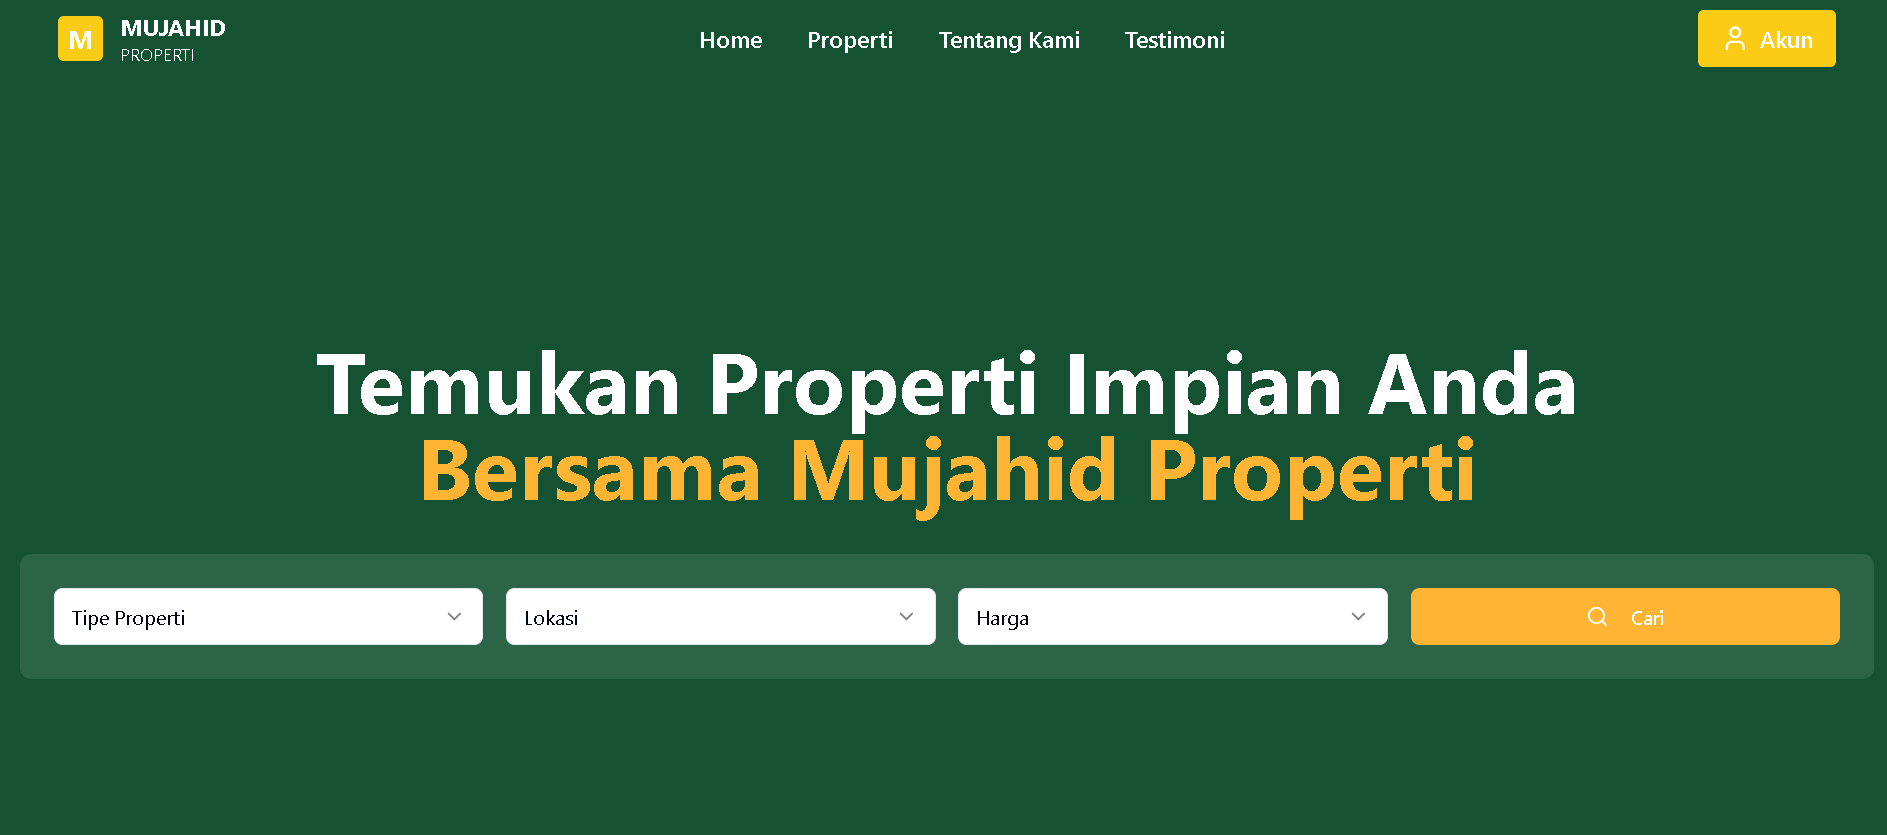 M
MUJAHID
PROPERTI
Home Properti Tentang Kami Testimoni
Akun
Temukan Properti Impian Anda
Bersama Mujahid Properti
Tipe Properti Lokasi Harga Cari